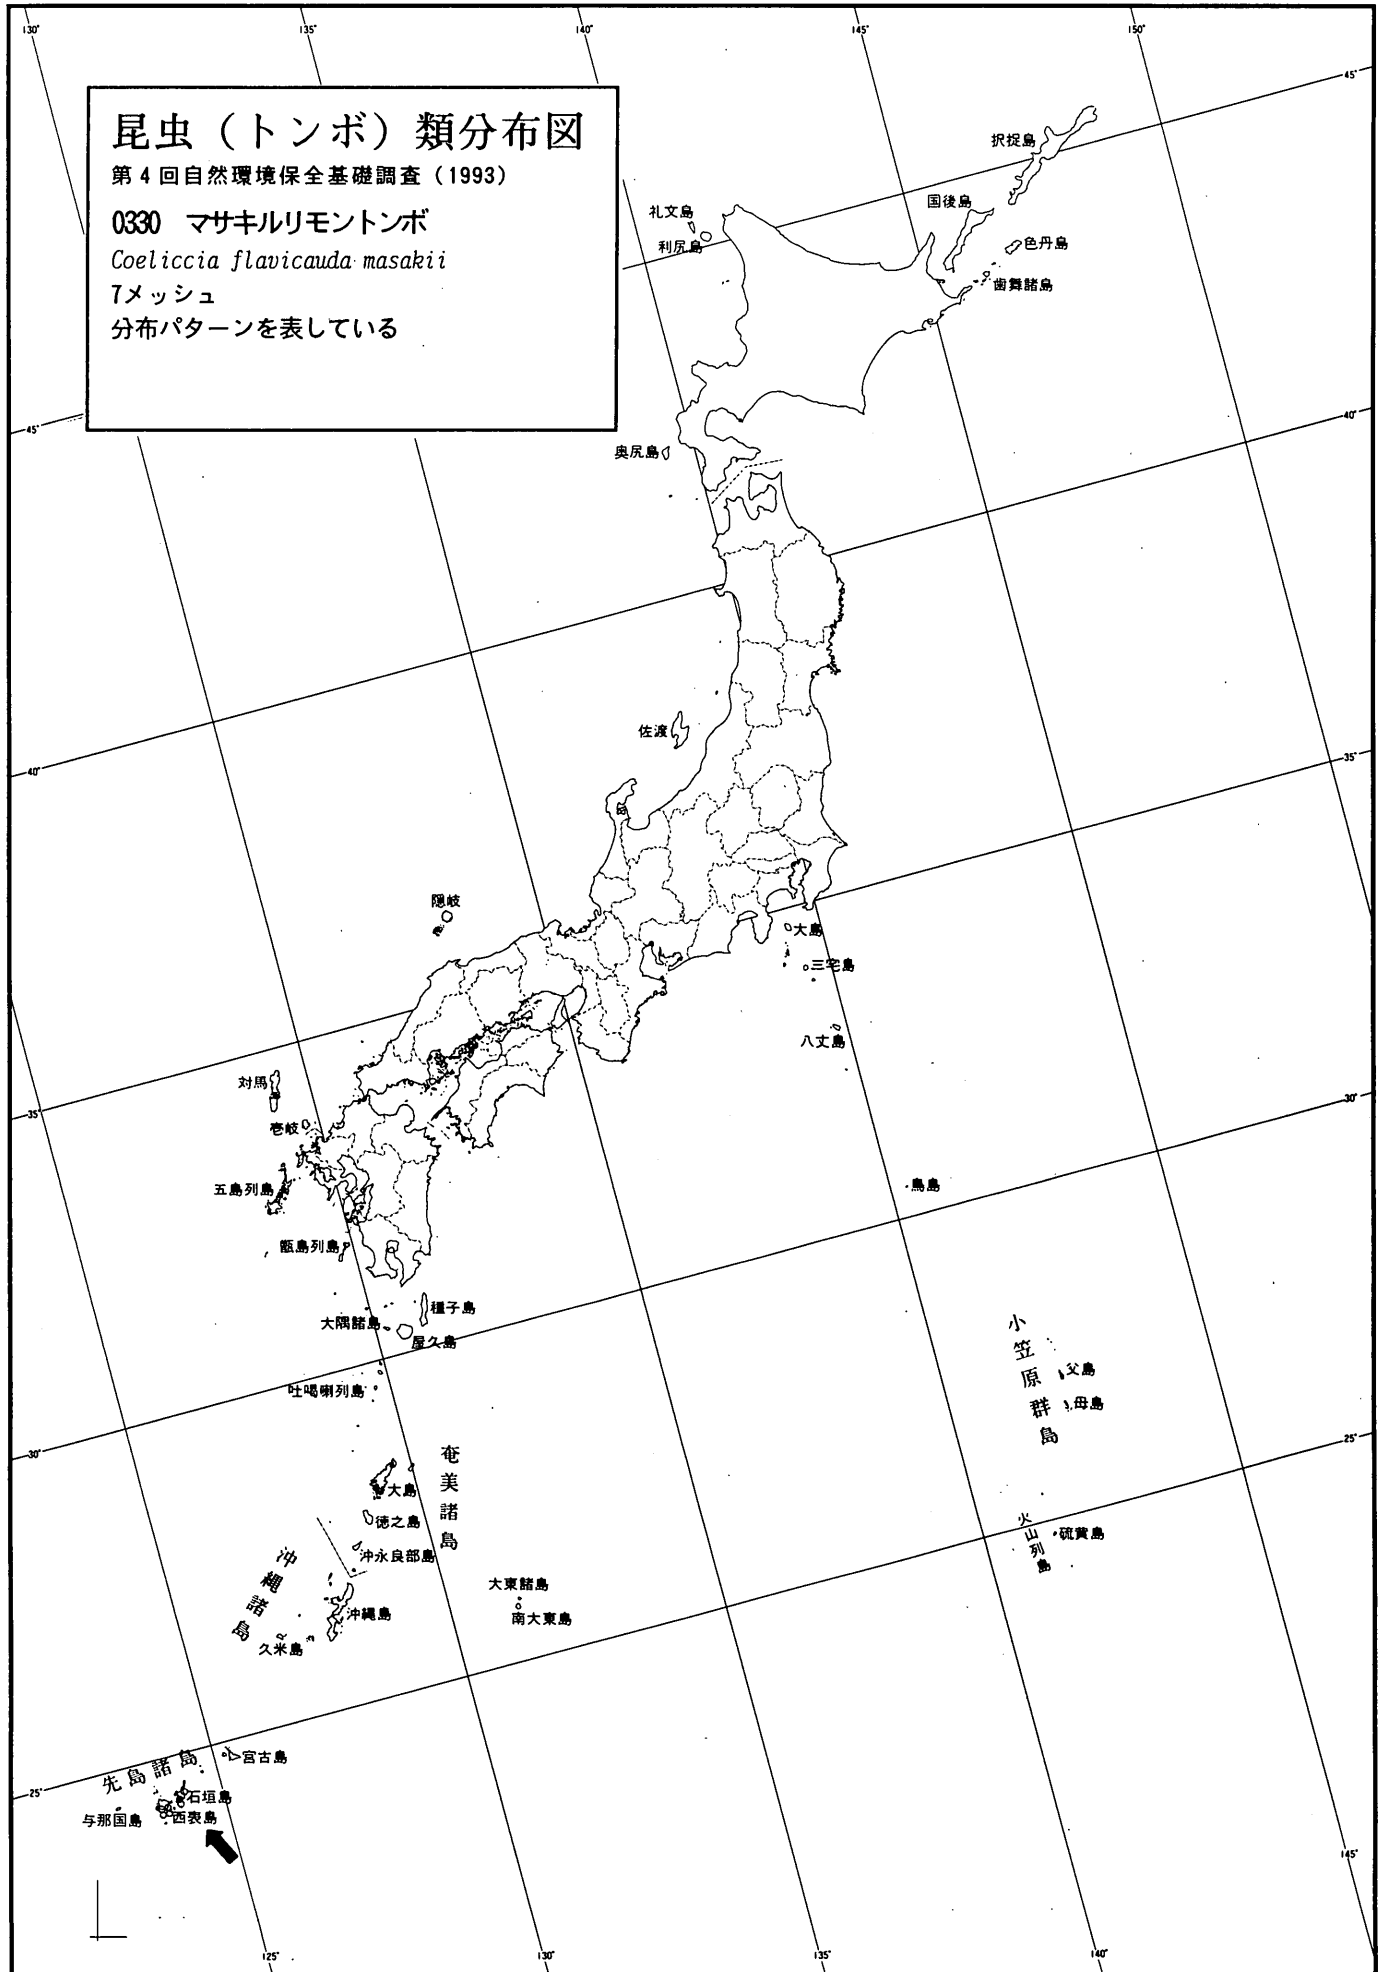 130°
135°
140°
145°
150°
昆虫（トンボ）類分布図
第4回自然環境保全基礎調査（1993）
0330 マサキルリモントンボ
Coeliccia flavicauda masakii
7メッシュ
分布パターンを表している
45°
択捉島
国後島
色丹島
歯舞諸島
礼文島
利尻島
45°
40°
奥尻島
佐渡
40°
35°
隠岐
大島
三宅島
八丈島
対馬
35°
壱岐
30°
五島列島
鳥島
甑島列島
種子島
大隅諸島
屋久島
吐喝喇列島
小笠原群島
父島
母島
30°
25°
奄美諸島
大島
徳之島
沖永良部島
火山列島
硫黄島
沖縄諸島
沖縄島
久米島
大東諸島
南大東島
先島諸島
宮古島
25°
石垣島
西表島
与那国島
145°
125°
130°
135°
140°